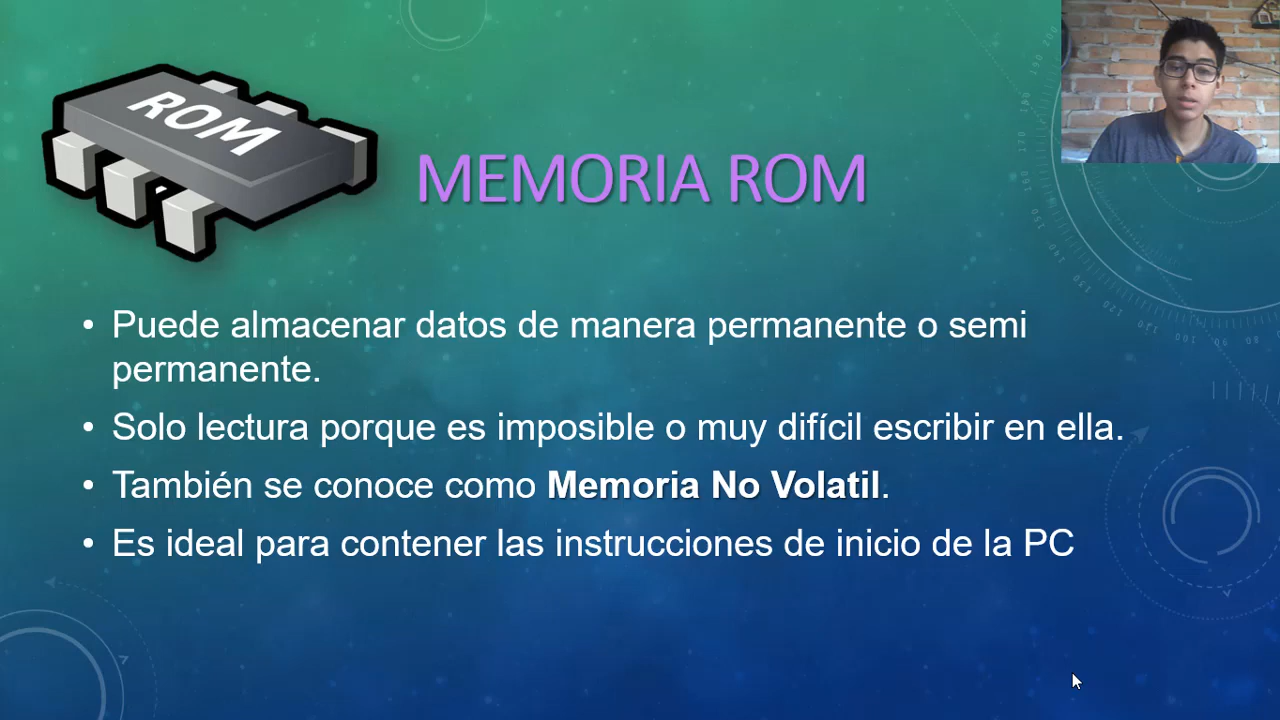 ROM
MEMORIA ROM
• Puede almacenar datos de manera permanente o semi
permanente.
• Solo lectura porque es imposible o muy difícil escribir en ella.
• También se conoce como Memoria No Volatil.
• Es ideal para contener las instrucciones de inicio de la PC